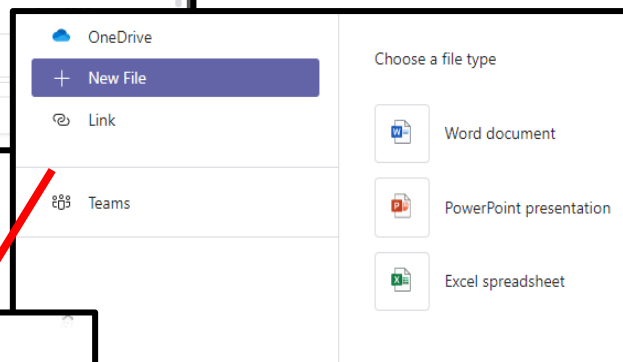 OneDrive
New File
Link
Teams
Choose a file type
Word document
PowerPoint presentation
Excel spreadsheet